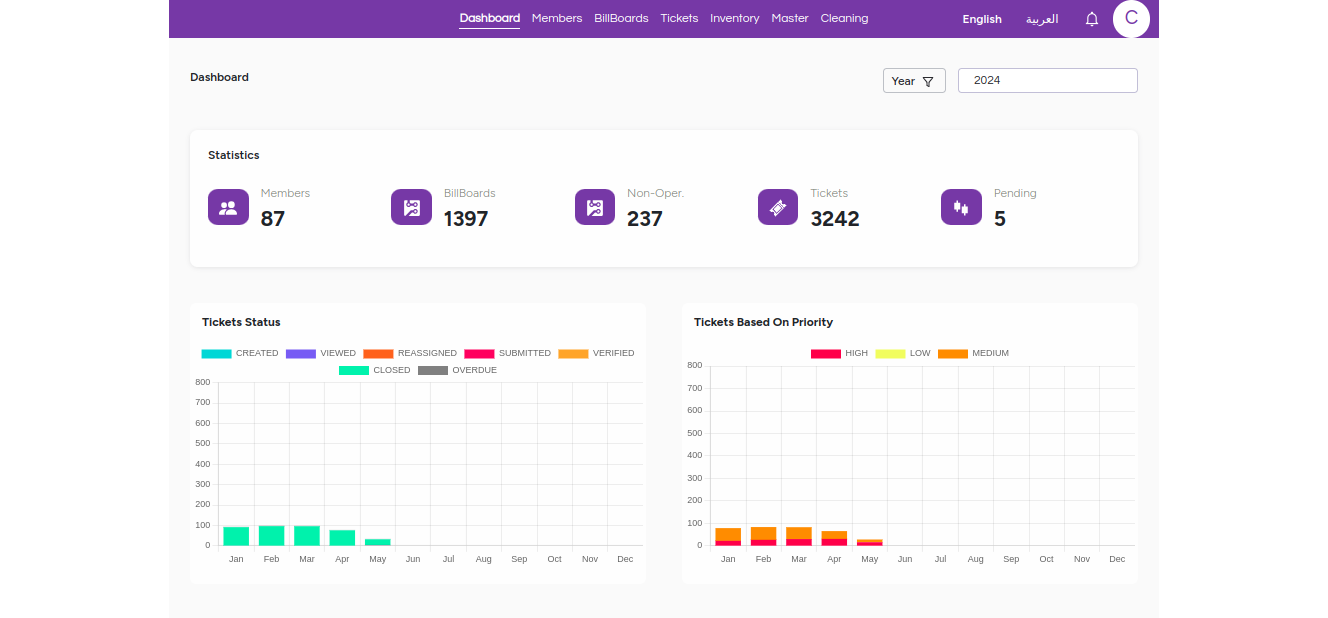 Dashboard Members BillBoards Tickets Inventory Master Cleaning English العربية C
Dashboard Year 2024
Statistics
Members BillBoards Non-Oper. Tickets Pending
87 1397 237 3242 5
Tickets Status
CREATED VIEWED REASSIGNED SUBMITTED VERIFIED
CLOSED OVERDUE
800
700
600
500
400
300
200
100
0
Jan Feb Mar Apr May Jun Jul Aug Sep Oct Nov Dec
Tickets Based On Priority
HIGH LOW MEDIUM
800
700
600
500
400
300
200
100
0
Jan Feb Mar Apr May Jun Jul Aug Sep Oct Nov Dec